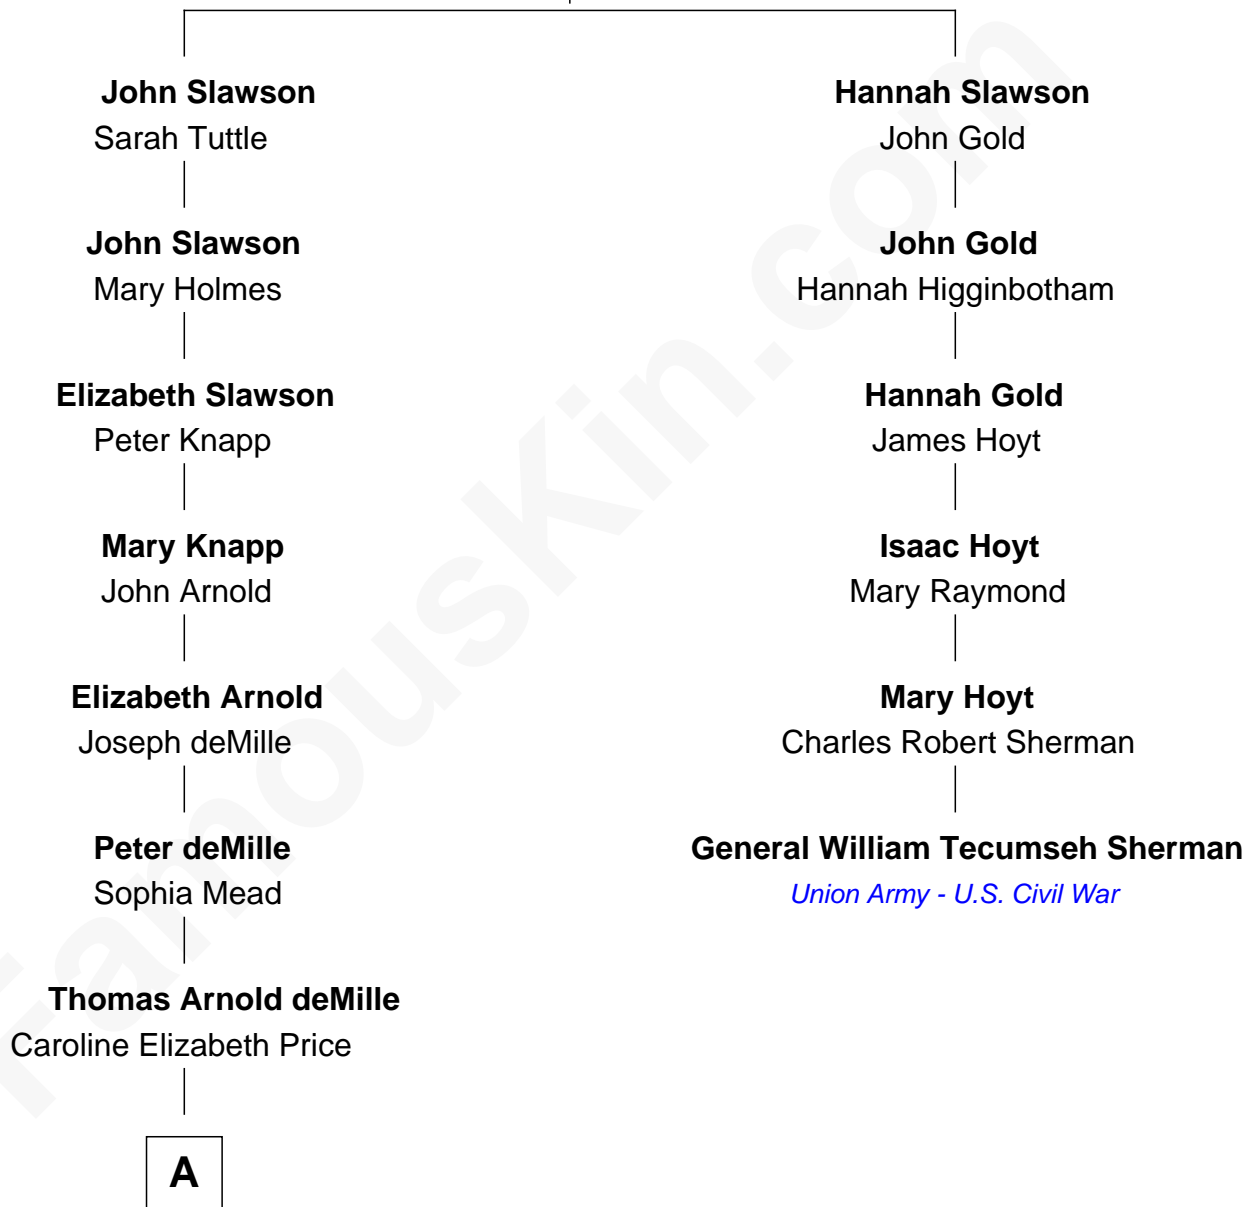 John Slawson
Sarah Tuttle
John Slawson
Mary Holmes
Elizabeth Slawson
Peter Knapp
Mary Knapp
John Arnold
Elizabeth Arnold
Joseph deMille
Peter deMille
Sophia Mead
Thomas Arnold deMille
Caroline Elizabeth Price
A
Hannah Slawson
John Gold
John Gold
Hannah Higginbotham
Hannah Gold
James Hoyt
Isaac Hoyt
Mary Raymond
Mary Hoyt
Charles Robert Sherman
General William Tecumseh Sherman
Union Army - U.S. Civil War
FamousKin.com